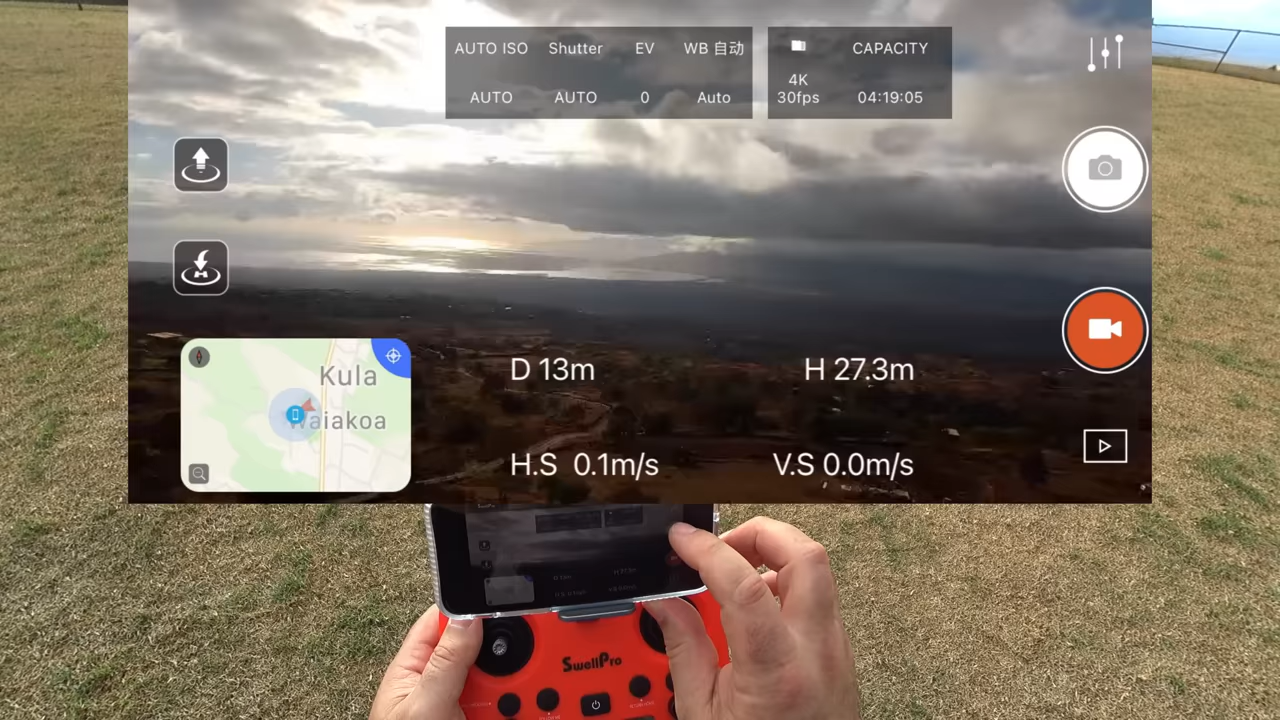 AUTO ISO Shutter EV WB 自动
AUTO AUTO 0 Auto
CAPACITY
4K
30fps 04:19:05
Kula
Waiakoa
D 13m H 27.3m
H.S 0.1m/s V.S 0.0m/s
SwellPro